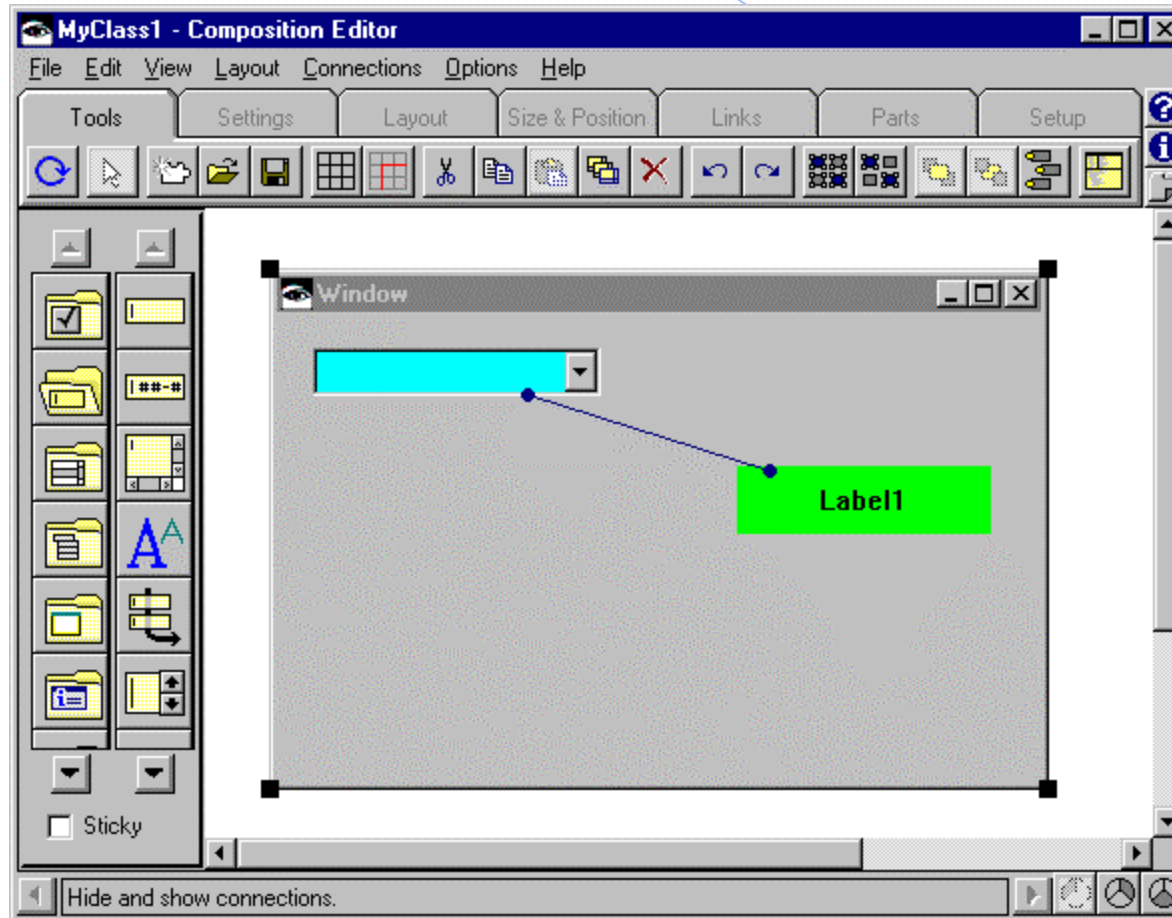 MyClass1 - Composition Editor
File Edit View Layout Connections Options Help
Tools Settings Layout Size & Position Links Parts Setup
Window
##-#
Label1
AA
Sticky
Hide and show connections.